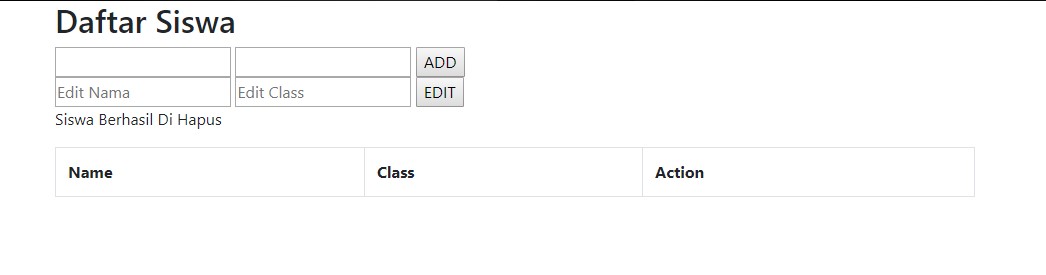 Daftar Siswa
ADD
Edit Nama Edit Class EDIT
Siswa Berhasil Di Hapus
Name Class Action